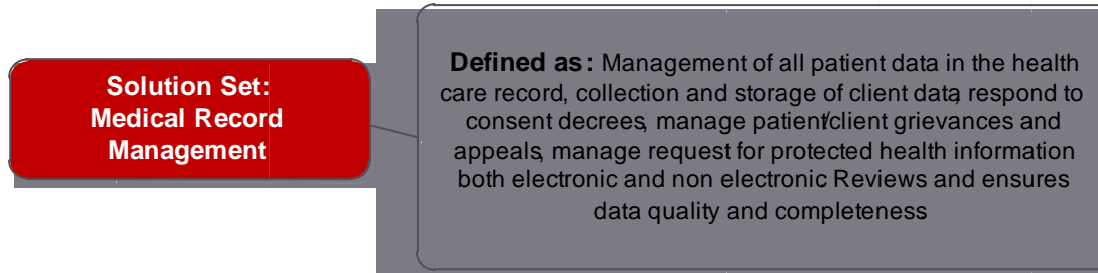 Solution Set:
Medical Record
Management
Defined as: Management of all patient data in the health
care record, collection and storage of client data, respond to
consent decrees, manage patient/client grievances and
appeals, manage request for protected health information
both electronic and non electronic. Reviews and ensures
data quality and completeness